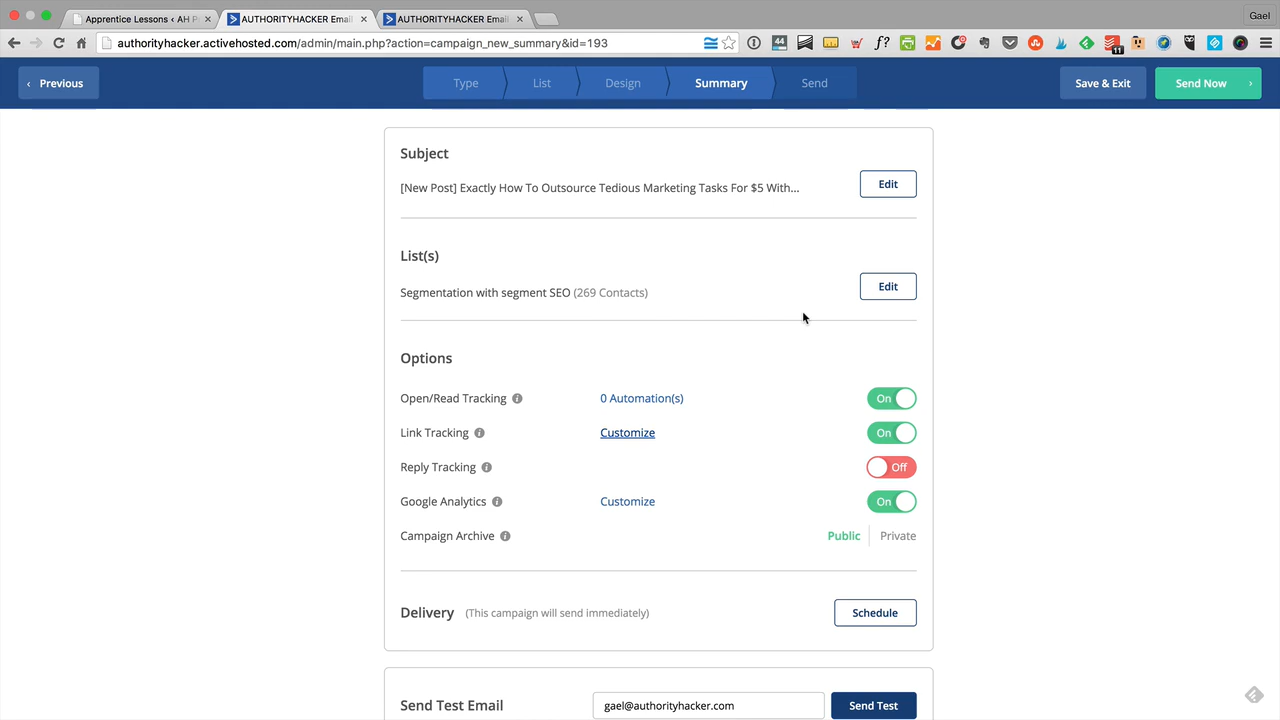 Apprentice Lessons ‹ AH P
AUTHORITYHACKER Email
AUTHORITYHACKER Email
Gael
authorityhacker.activehosted.com/admin/main.php?action=campaign_new_summary&id=193
44
f?
11
‹ Previous
Type
List
Design
Summary
Send
Save & Exit
Send Now ›
Subject
[New Post] Exactly How To Outsource Tedious Marketing Tasks For $5 With...
Edit
List(s)
Segmentation with segment SEO (269 Contacts)
Edit
Options
Open/Read Tracking 0 Automation(s) On
Link Tracking Customize On
Reply Tracking Off
Google Analytics Customize On
Campaign Archive Public Private
Delivery (This campaign will send immediately) Schedule
Send Test Email gael@authorityhacker.com Send Test